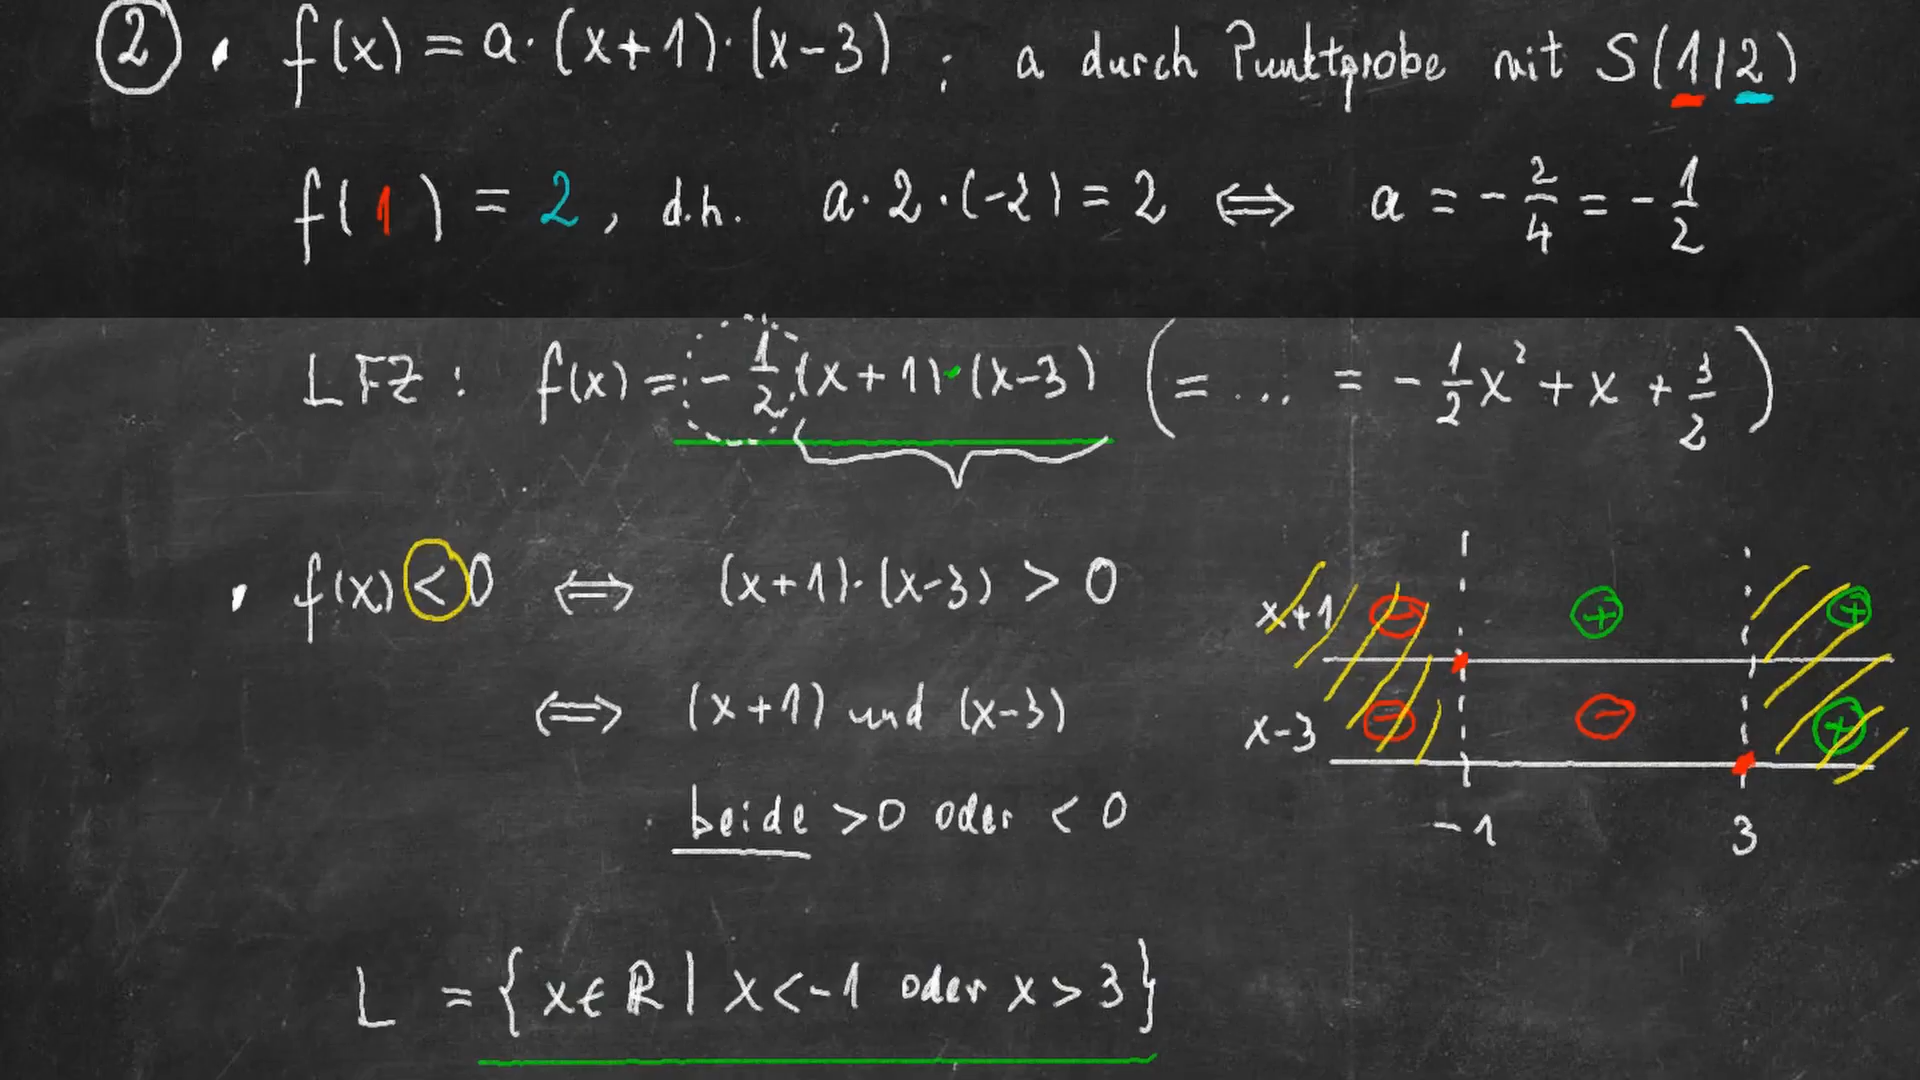 ② • f(x) = a·(x+1)·(x-3) ; a durch Punktprobe mit S(1|2)
f(1) = 2, d.h. a·2·(-2) = 2 ⇔ a = -2/4 = -1/2
LFZ: f(x) = -1/2(x+1)·(x-3) (= ... = -1/2x² + x + 3/2)
• f(x) < 0 ⇔ (x+1)·(x-3) > 0
⇔ (x+1) und (x-3)
beide >0 oder < 0
L = {x∈ℝ | x<-1 oder x>3}
x+1 - + +
x-3 - - +
-1 3